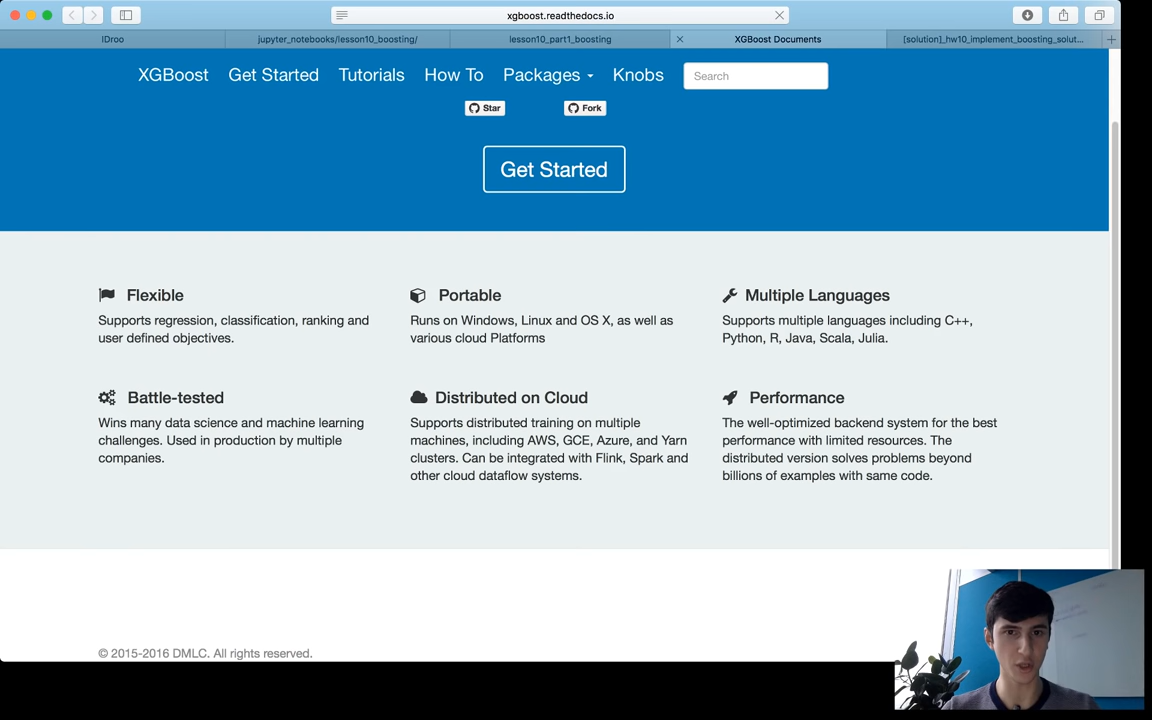 xgboost.readthedocs.io
IDroo
jupyter_notebooks/lesson10_boosting/
lesson10_part1_boosting
XGBoost Documents
[solution]_hw10_implement_boosting_solut...
XGBoost
Get Started
Tutorials
How To
Packages
Knobs
Search
Star
Fork
Get Started
Flexible
Supports regression, classification, ranking and
user defined objectives.
Portable
Runs on Windows, Linux and OS X, as well as
various cloud Platforms
Multiple Languages
Supports multiple languages including C++,
Python, R, Java, Scala, Julia.
Battle-tested
Wins many data science and machine learning
challenges. Used in production by multiple
companies.
Distributed on Cloud
Supports distributed training on multiple
machines, including AWS, GCE, Azure, and Yarn
clusters. Can be integrated with Flink, Spark and
other cloud dataflow systems.
Performance
The well-optimized backend system for the best
performance with limited resources. The
distributed version solves problems beyond
billions of examples with same code.
© 2015-2016 DMLC. All rights reserved.